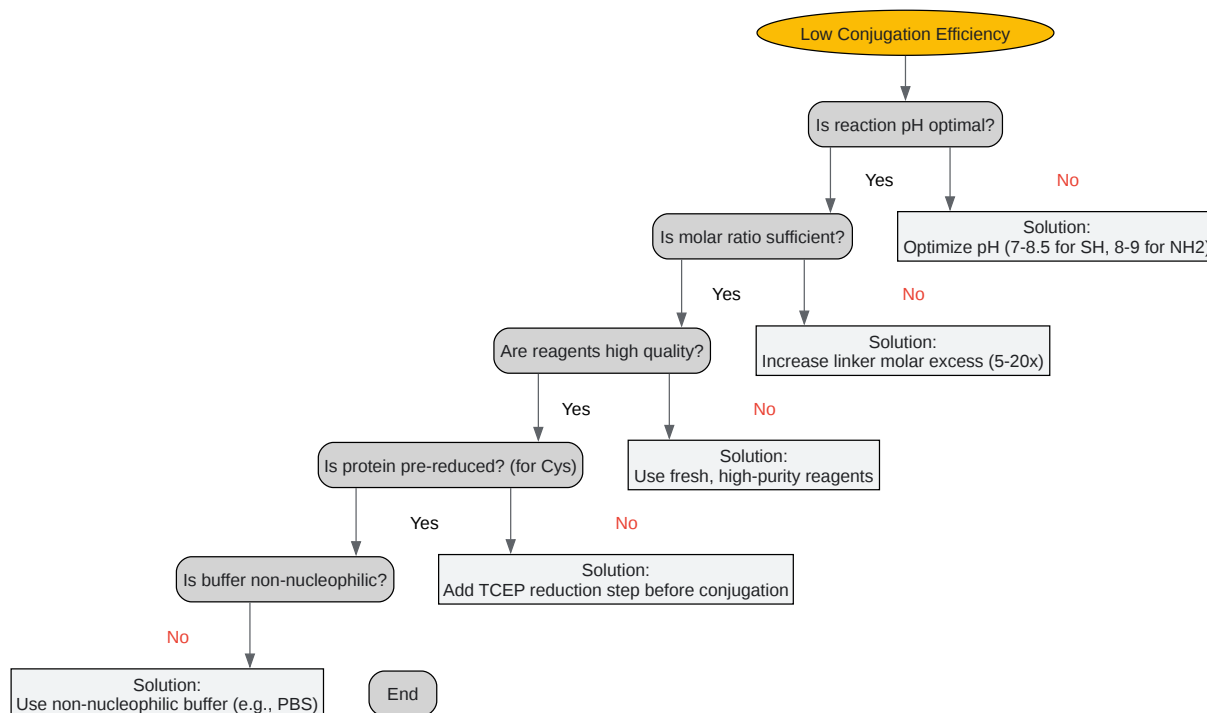 Low Conjugation Efficiency
Is reaction pH optimal?
Yes
No
Solution:
Optimize pH (7-8.5 for SH, 8-9 for NH2)
Is molar ratio sufficient?
Yes
No
Solution:
Increase linker molar excess (5-20x)
Are reagents high quality?
Yes
No
Solution:
Use fresh, high-purity reagents
Is protein pre-reduced? (for Cys)
Yes
No
Solution:
Add TCEP reduction step before conjugation
Is buffer non-nucleophilic?
No
Solution:
Use non-nucleophilic buffer (e.g., PBS)
End